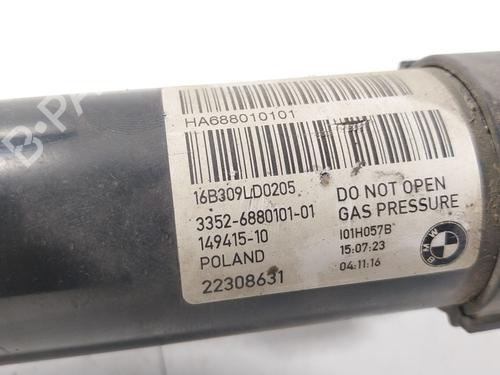 HA688010101
16B309LD0205
3352-6880101-01
149415-10
POLAND
22308631
DO NOT OPEN
GAS PRESSURE
I01H057B
15:07:23
04:11:16
BMW